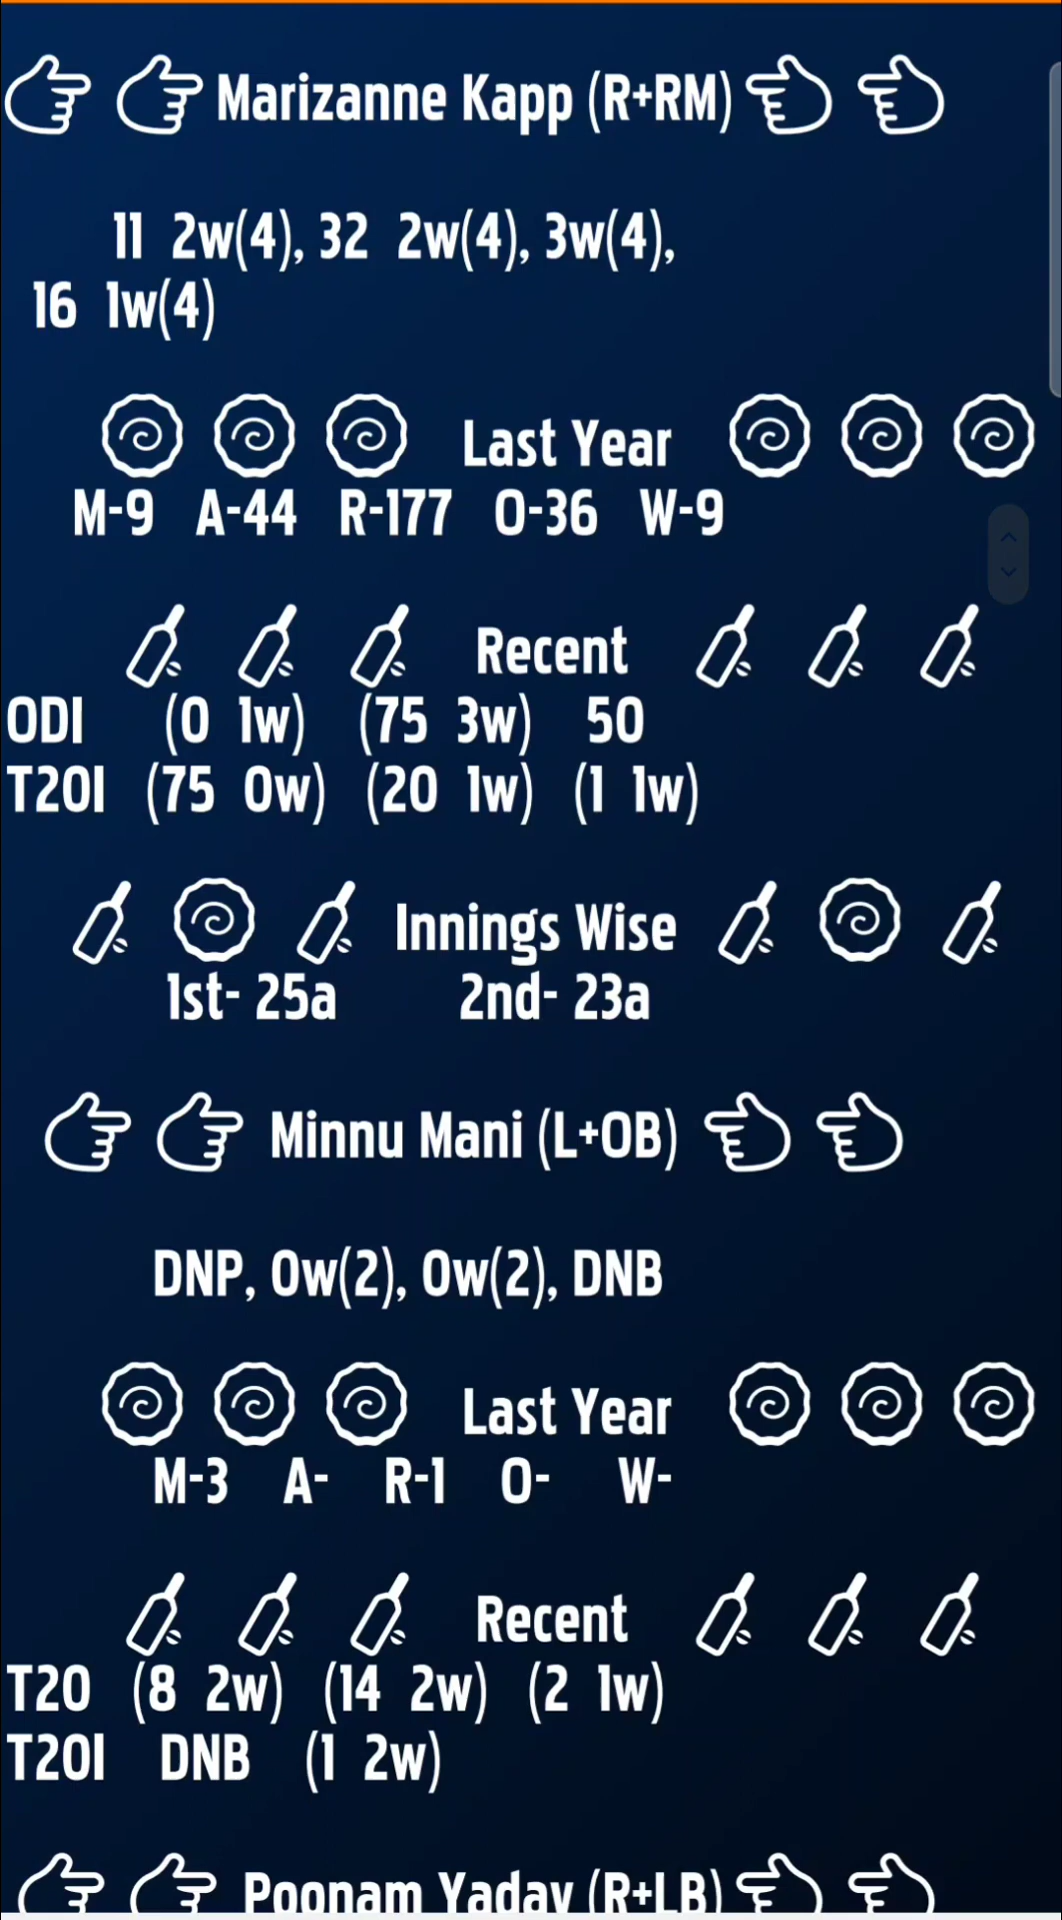 Marizanne Kapp (R+RM)
11 2w(4), 32 2w(4), 3w(4),
16 1w(4)
Last Year
M-9 A-44 R-177 O-36 W-9
Recent
ODI (0 1w) (75 3w) 50
T20I (75 0w) (20 1w) (1 1w)
Innings Wise
1st- 25a 2nd- 23a
Minnu Mani (L+OB)
DNP, 0w(2), 0w(2), DNB
Last Year
M-3 A- R-1 O- W-
Recent
T20 (8 2w) (14 2w) (2 1w)
T20I DNB (1 2w)
Poonam Yadav (R+LB)